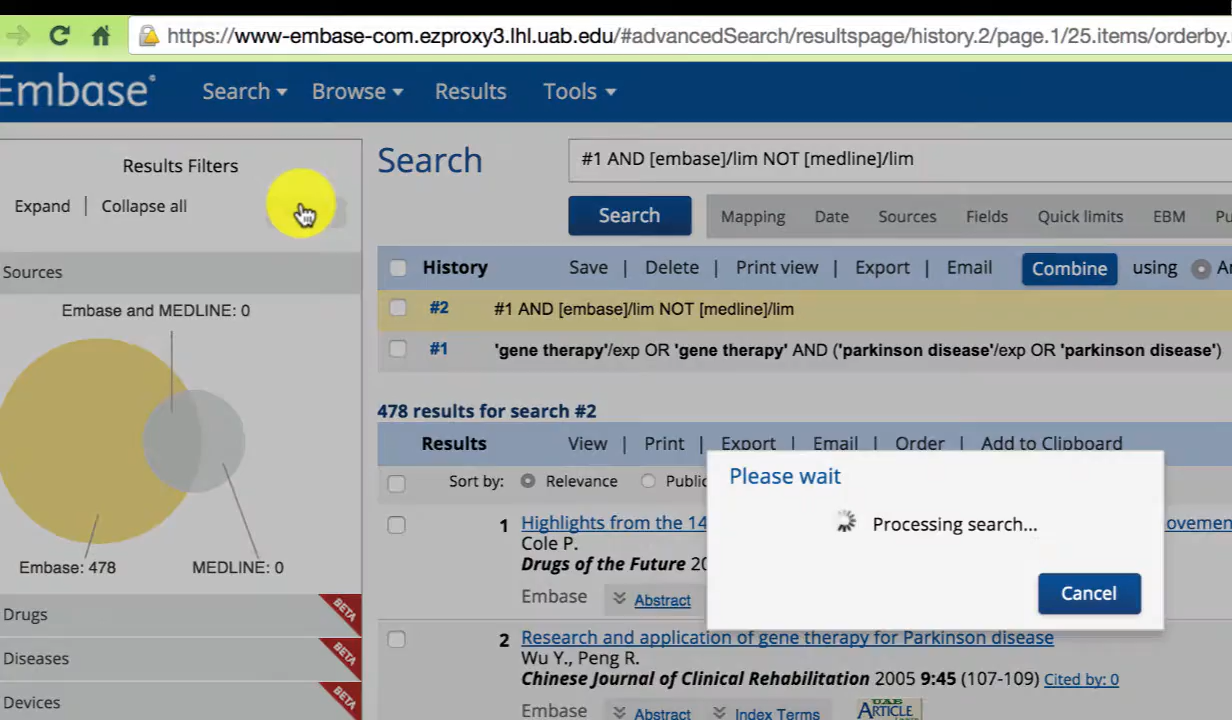 https://www-embase-com.ezproxy3.lhl.uab.edu/#advancedSearch/resultspage/history.2/page.1/25.items/orderby.
Embase®
Search Browse Results Tools
Results Filters
Expand | Collapse all
Sources
Embase and MEDLINE: 0
Embase: 478
MEDLINE: 0
Drugs BETA
Diseases BETA
Devices BETA
Search
#1 AND [embase]/lim NOT [medline]/lim
Search Mapping Date Sources Fields Quick limits EBM
History Save | Delete | Print view | Export | Email Combine using
#2 #1 AND [embase]/lim NOT [medline]/lim
#1 'gene therapy'/exp OR 'gene therapy' AND ('parkinson disease'/exp OR 'parkinson disease')
478 results for search #2
Results View | Print | Export | Email | Order | Add to Clipboard
Sort by: Relevance
1 Highlights from the 14
Cole P.
Drugs of the Future
Embase Abstract
2 Research and application of gene therapy for Parkinson disease
Wu Y., Peng R.
Chinese Journal of Clinical Rehabilitation 2005 9:45 (107-109) Cited by: 0
Embase Abstract Index Terms UAB ARTICLE
Please wait
Processing search...
Cancel